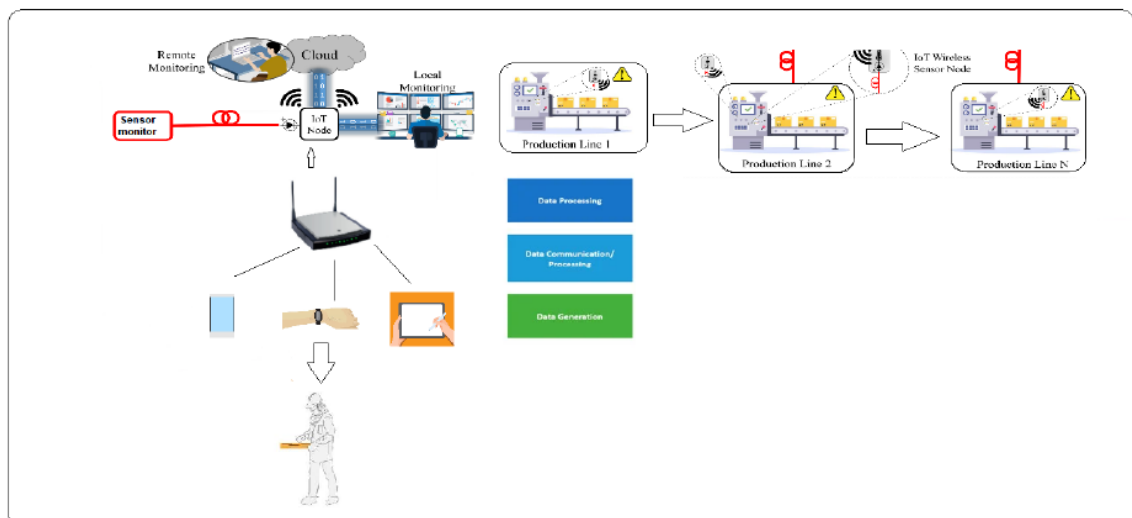 Remote
Monitoring
Cloud
Local
Monitoring
Sensor
monitor
IoT
Node
Production Line 1
IoT Wireless
Sensor Node
Production Line 2
Production Line N
Data Processing
Data Communication/
Processing
Data Generation